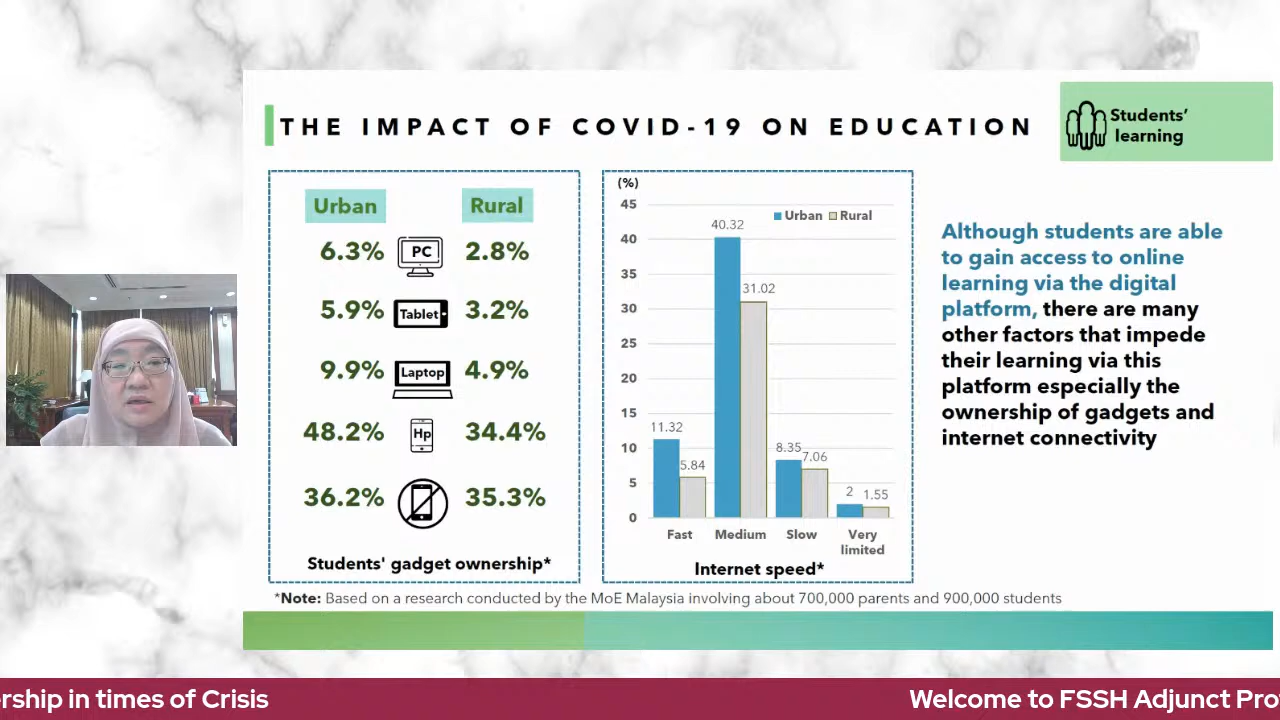 THE IMPACT OF COVID-19 ON EDUCATION
Students'
learning
Urban Rural
6.3% PC 2.8%
5.9% Tablet 3.2%
9.9% Laptop 4.9%
48.2% Hp 34.4%
36.2% 35.3%
Students' gadget ownership*
(%)
Urban Rural
45
40
35
30
25
20
15
10
5
0
11.32
5.84
40.32
31.02
8.35
7.06
2
1.55
Fast Medium Slow Very
limited
Internet speed*
Although students are able
to gain access to online
learning via the digital
platform, there are many
other factors that impede
their learning via this
platform especially the
ownership of gadgets and
internet connectivity
*Note: Based on a research conducted by the MoE Malaysia involving about 700,000 parents and 900,000 students
ership in times of Crisis
Welcome to FSSH Adjunct Pro